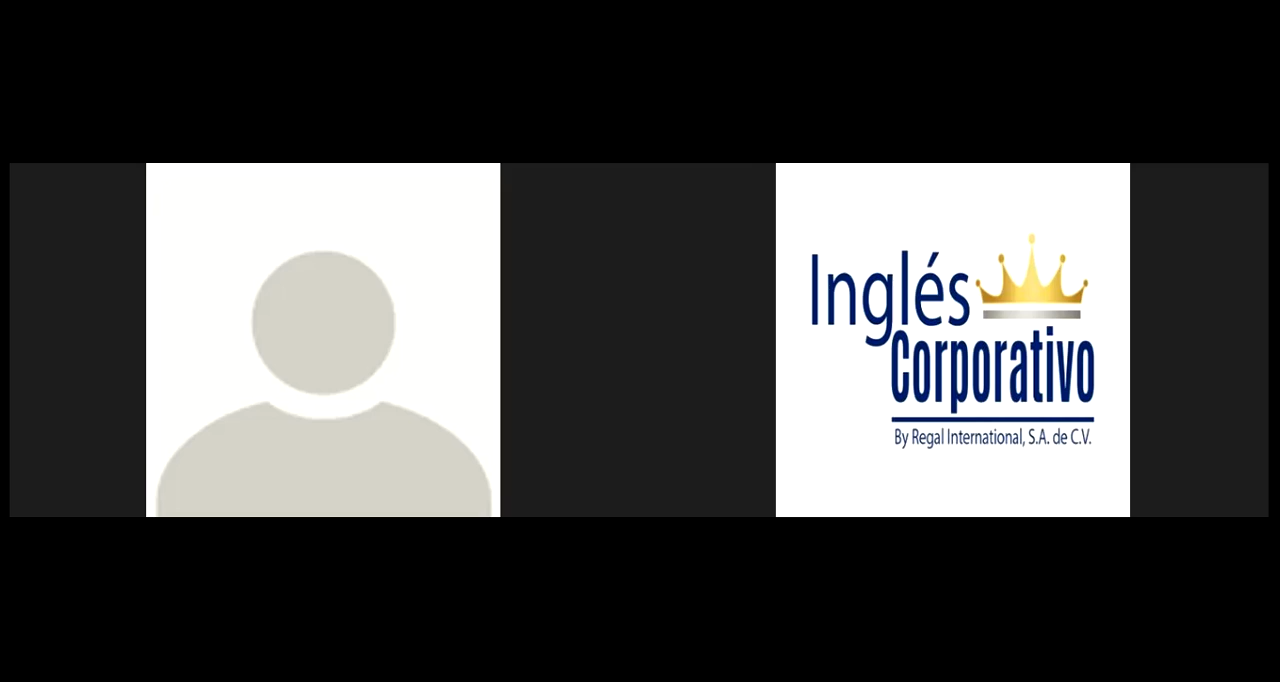 Inglés
Corporativo
By Regal International, S.A. de C.V.